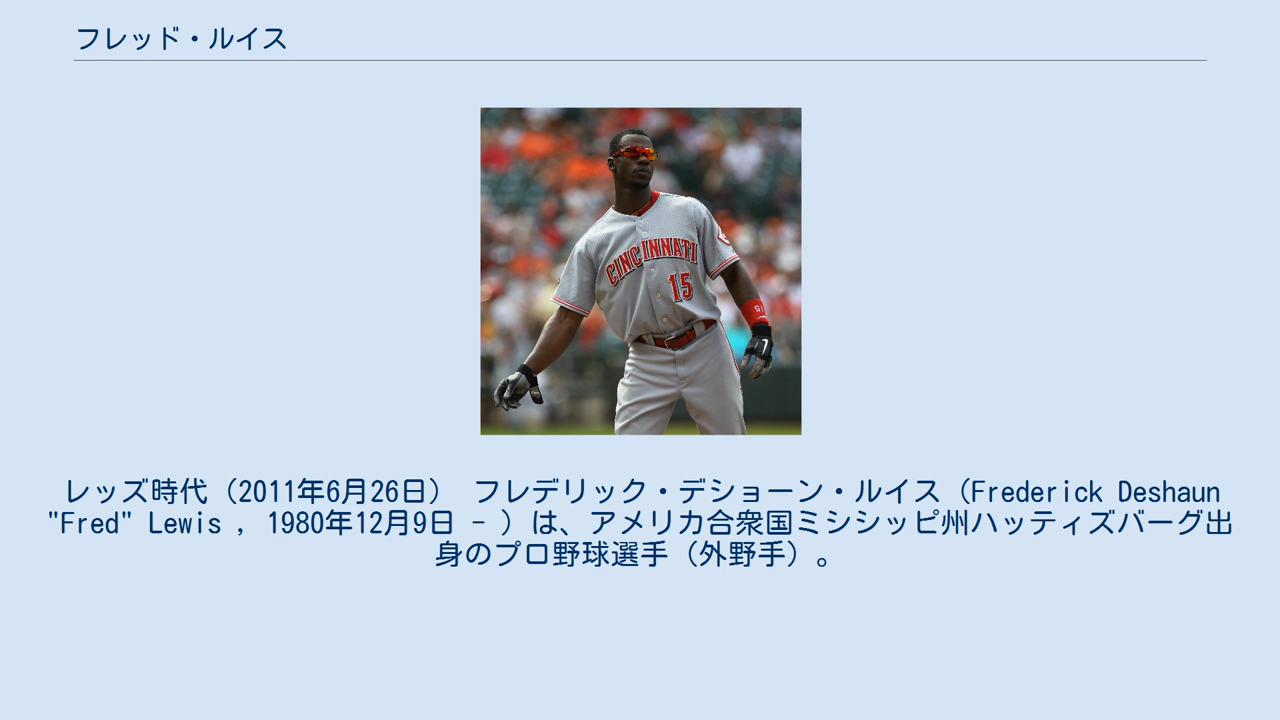 フレッド・ルイス
CINCINNATI
15
レッズ時代（2011年6月26日） フレデリック・デショーン・ルイス（Frederick Deshaun
"Fred" Lewis , 1980年12月9日 - ）は、アメリカ合衆国ミシシッピ州ハッティズバーグ出
身のプロ野球選手（外野手）。